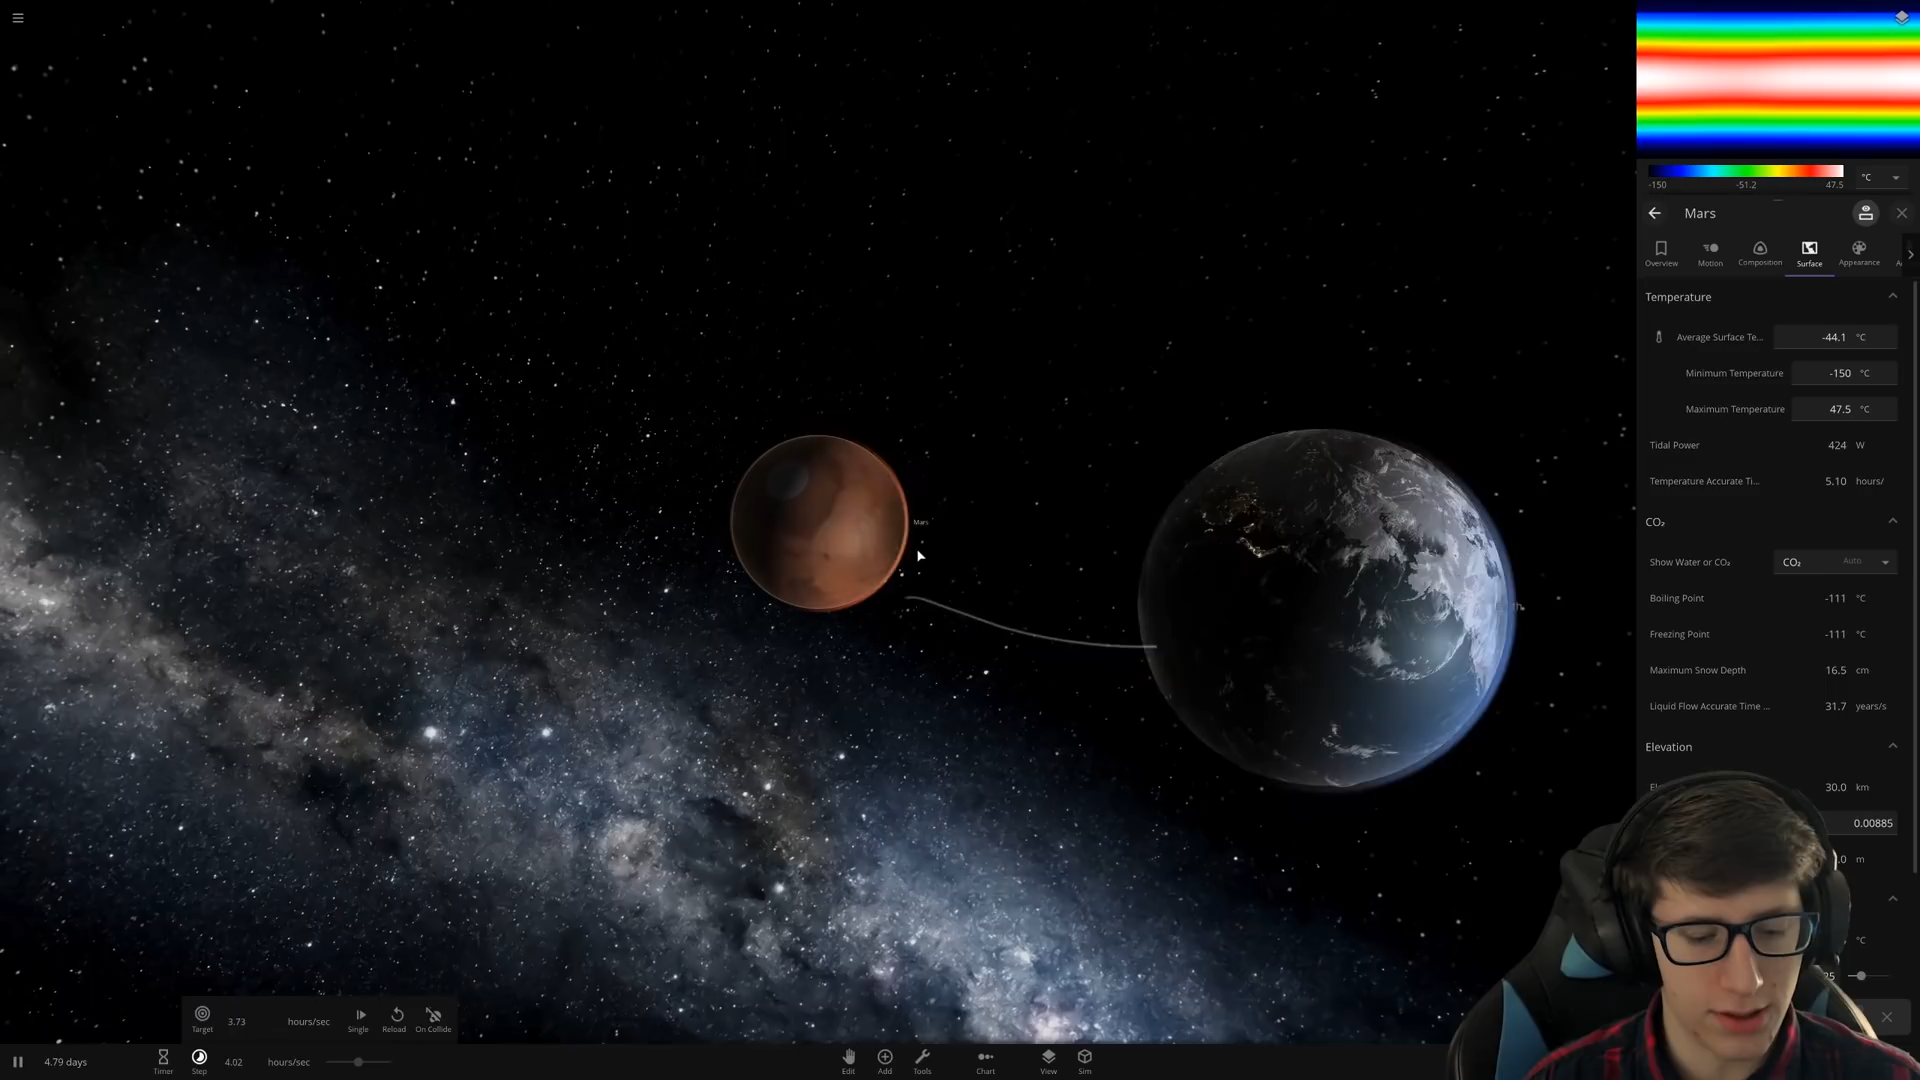 -150
-51.2
47.5
°C
Mars
Overview
Motion
Composition
Surface
Appearance
Temperature
Average Surface Te...
-44.1 °C
Minimum Temperature
-150 °C
Maximum Temperature
47.5 °C
Tidal Power
424 W
Temperature Accurate Ti...
5.10 hours/
CO₂
Show Water or CO₂
CO₂ Auto
Boiling Point
-111 °C
Freezing Point
-111 °C
Maximum Snow Depth
16.5 cm
Liquid Flow Accurate Time ...
31.7 years/s
Elevation
30.0 km
0.00885
.0 m
°C
Mars
Target
3.73 hours/sec
Single
Reload
On Collide
4.79 days
Timer
Step
4.02 hours/sec
Edit
Add
Tools
Chart
View
Sim